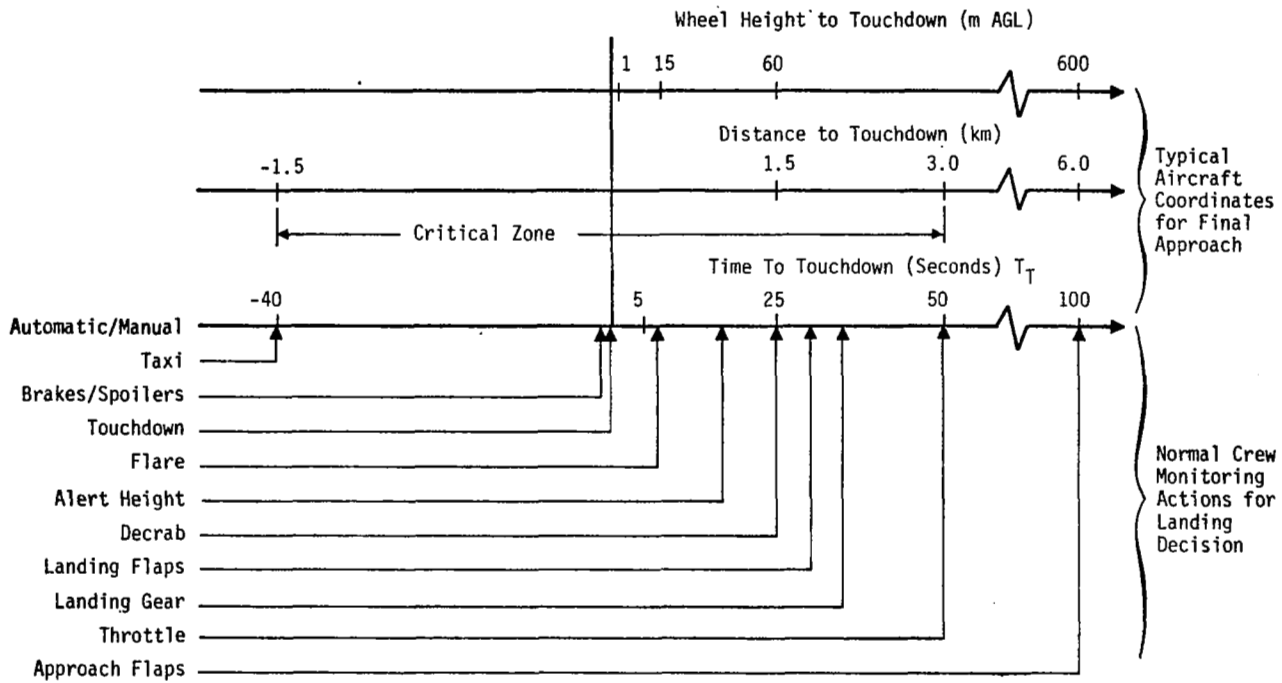 Wheel Height to Touchdown (m AGL)
1 15 60 600
Distance to Touchdown (km)
-1.5 1.5 3.0 6.0
Typical
Aircraft
Coordinates
for Final
Approach
Critical Zone
Time To Touchdown (Seconds) T_T
-40 5 25 50 100
Automatic/Manual
Taxi
Brakes/Spoilers
Touchdown
Flare
Alert Height
Decrab
Landing Flaps
Landing Gear
Throttle
Approach Flaps
Normal Crew
Monitoring
Actions for
Landing
Decision